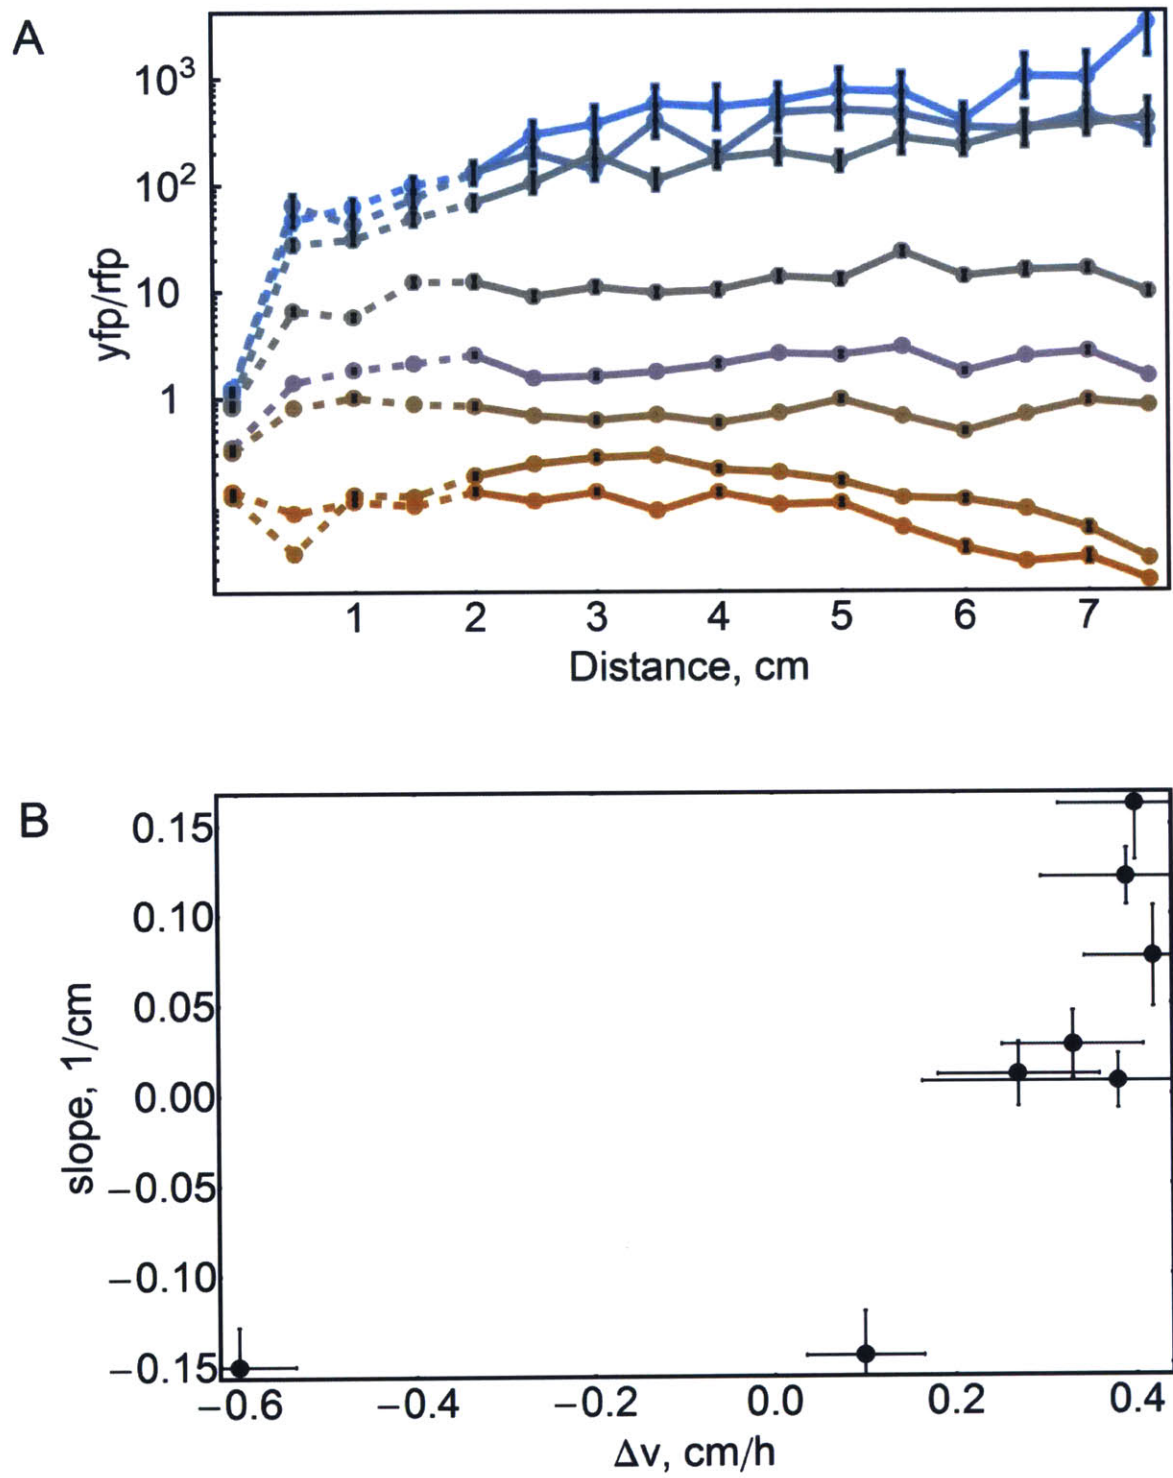 A
10³
10²
10
1
yfp/rfp
1 2 3 4 5 6 7
Distance, cm
B
0.15
0.10
0.05
0.00
−0.05
−0.10
−0.15
slope, 1/cm
−0.6 −0.4 −0.2 0.0 0.2 0.4
Δv, cm/h